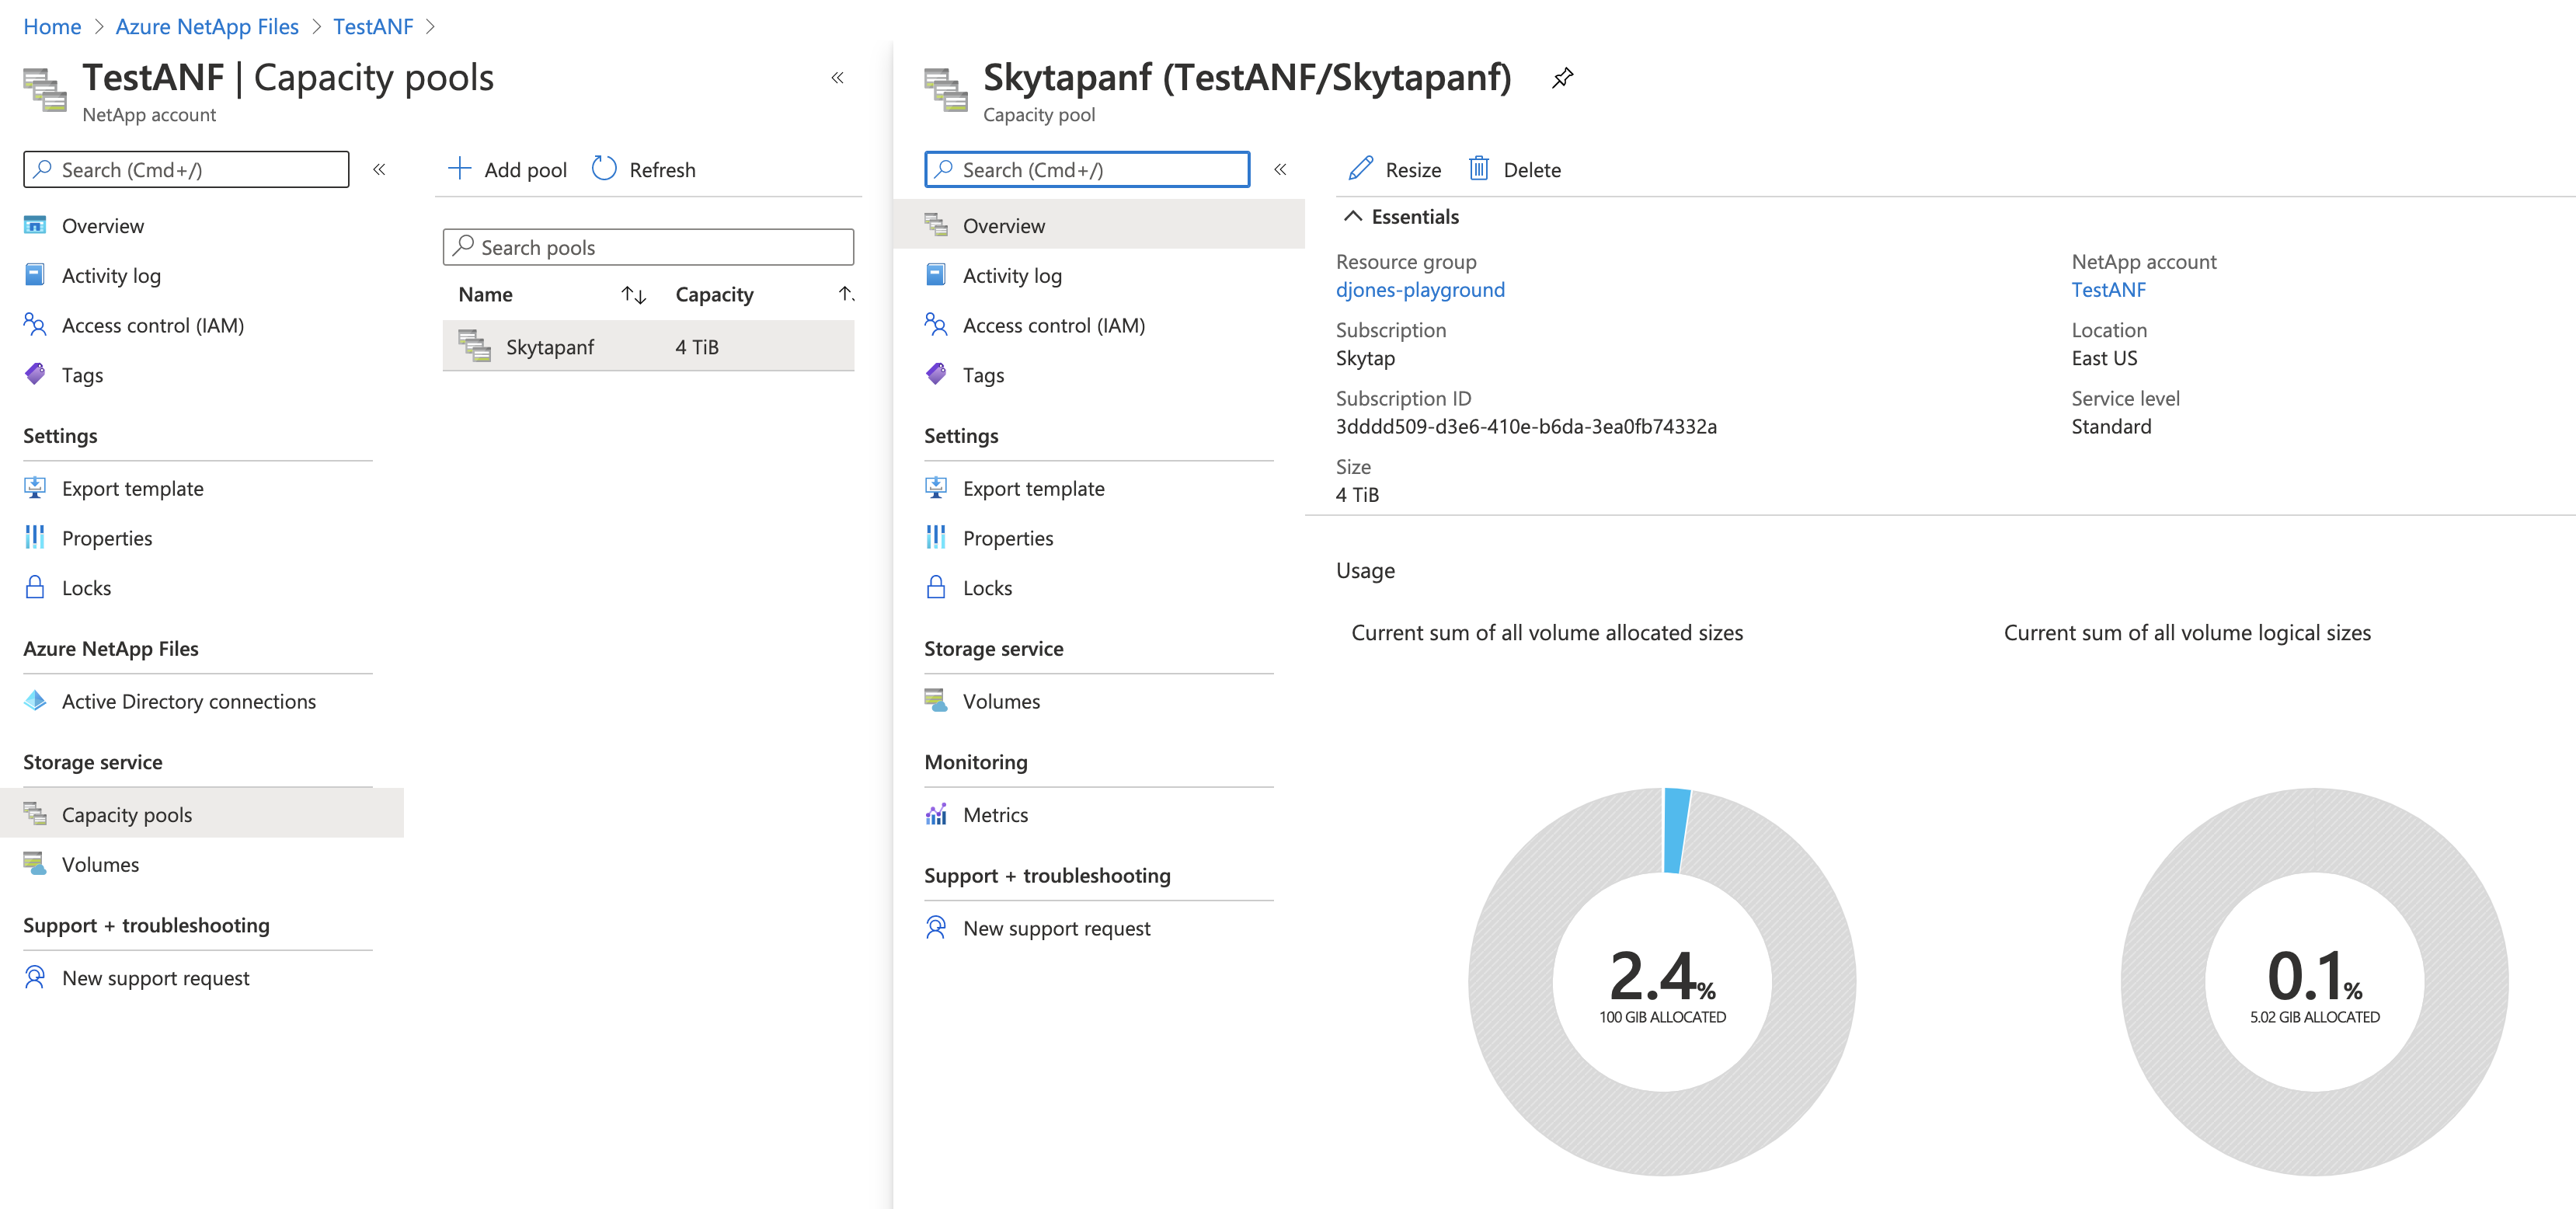 Home > Azure NetApp Files > TestANF >
TestANF | Capacity pools
NetApp account
Search (Cmd+/)
Overview
Activity log
Access control (IAM)
Tags
Settings
Export template
Properties
Locks
Azure NetApp Files
Active Directory connections
Storage service
Capacity pools
Volumes
Support + troubleshooting
New support request
Add pool Refresh
Search pools
Name Capacity
Skytapanf 4 TiB
Skytapanf (TestANF/Skytapanf)
Capacity pool
Search (Cmd+/)
Overview
Activity log
Access control (IAM)
Tags
Settings
Export template
Properties
Locks
Storage service
Volumes
Monitoring
Metrics
Support + troubleshooting
New support request
Resize Delete
Essentials
Resource group
djones-playground
Subscription
Skytap
Subscription ID
3dddd509-d3e6-410e-b6da-3ea0fb74332a
Size
4 TiB
NetApp account
TestANF
Location
East US
Service level
Standard
Usage
Current sum of all volume allocated sizes
2.4%
100 GIB ALLOCATED
Current sum of all volume logical sizes
0.1%
5.02 GIB ALLOCATED